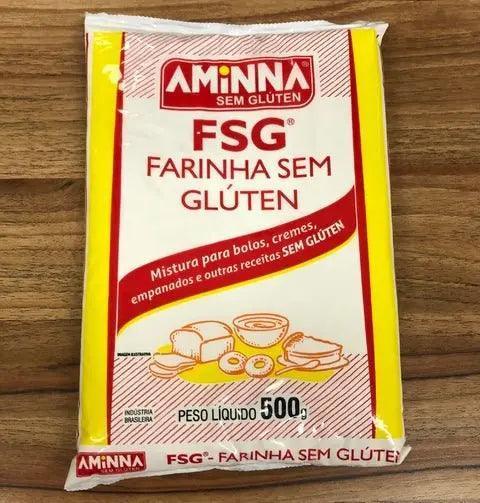 AMINNA®
SEM GLÚTEN
FSG®
FARINHA SEM
GLÚTEN
Mistura para bolos, cremes,
empanados e outras receitas SEM GLÚTEN
IMAGEM ILUSTRATIVA
INDÚSTRIA
BRASILEIRA
PESO LÍQUIDO 500g
AMINNA
SEM GLÚTEN
FSG® - FARINHA SEM GLÚTEN